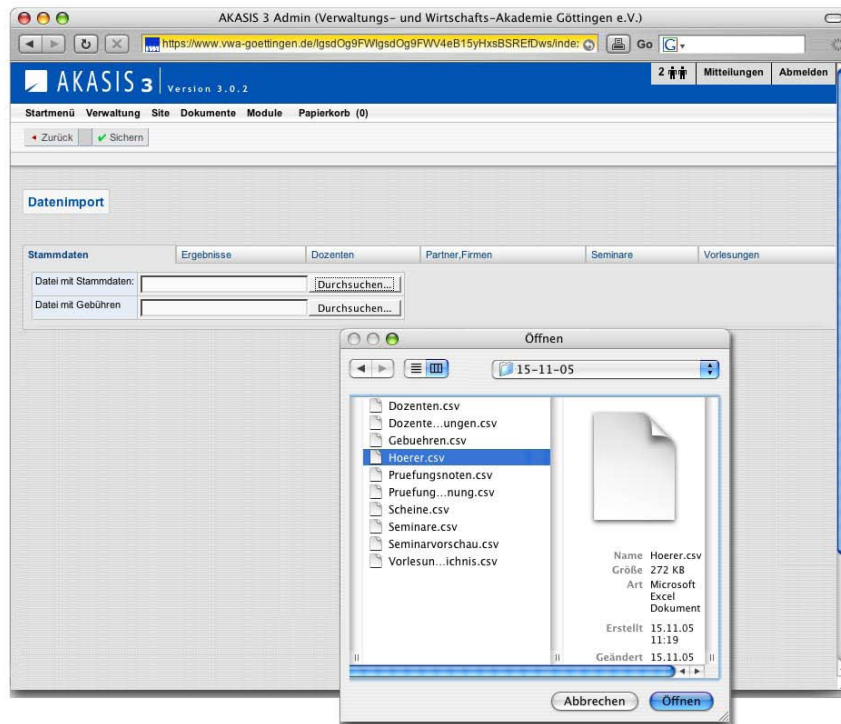 AKASIS 3 Admin (Verwaltungs- und Wirtschafts-Akademie Göttingen e.V.)
https://www.vwa-goettingen.de/ Go G
AKASIS 3 Version 3.0.2 2 Mitteilungen Abmelden
Startmenü Verwaltung Site Dokumente Module Papierkorb (0)
Zurück Sichern
Datenimport
Stammdaten Ergebnisse Dozenten Partner,Firmen Seminare Vorlesungen
Datei mit Stammdaten: Durchsuchen...
Datei mit Gebühren Durchsuchen...
Öffnen
15-11-05
Dozenten.csv
Dozente...ungen.csv
Gebuehren.csv
Hoerer.csv
Pruefungsnoten.csv
Pruefung...nung.csv
Scheine.csv
Seminare.csv
Seminarvorschau.csv
Vorlesun...ichnis.csv
Name Hoerer.csv
Größe 272 KB
Art Microsoft
Excel
Dokument
Erstellt 15.11.05
11:19
Geändert 15.11.05
Abbrechen Öffnen